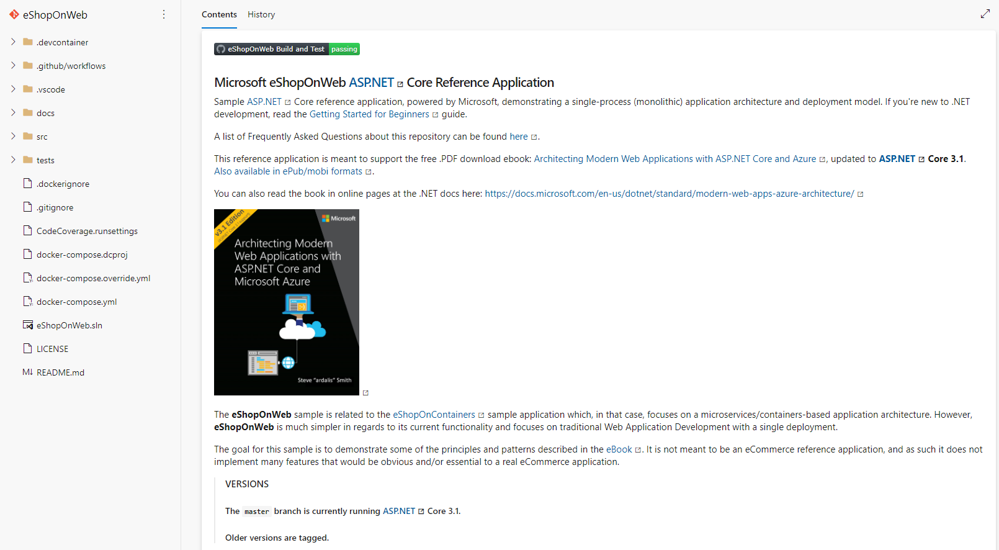 eShopOnWeb
.devcontainer
.github/workflows
.vscode
docs
src
tests
.dockerignore
.gitignore
CodeCoverage.runsettings
docker-compose.dcproj
docker-compose.override.yml
docker-compose.yml
eShopOnWeb.sln
LICENSE
README.md
Contents History
eShopOnWeb Build and Test passing
Microsoft eShopOnWeb ASP.NET Core Reference Application
Sample ASP.NET Core reference application, powered by Microsoft, demonstrating a single-process (monolithic) application architecture and deployment model. If you're new to .NET
development, read the Getting Started for Beginners guide.
A list of Frequently Asked Questions about this repository can be found here.
This reference application is meant to support the free .PDF download ebook: Architecting Modern Web Applications with ASP.NET Core and Azure, updated to ASP.NET Core 3.1.
Also available in ePub/mobi formats.
You can also read the book in online pages at the .NET docs here: https://docs.microsoft.com/en-us/dotnet/standard/modern-web-apps-azure-architecture/
v3.1 Edition
Microsoft
Architecting Modern
Web Applications with
ASP.NET Core and
Microsoft Azure
Steve "ardalis" Smith
The eShopOnWeb sample is related to the eShopOnContainers sample application which, in that case, focuses on a microservices/containers-based application architecture. However,
eShopOnWeb is much simpler in regards to its current functionality and focuses on traditional Web Application Development with a single deployment.
The goal for this sample is to demonstrate some of the principles and patterns described in the eBook. It is not meant to be an eCommerce reference application, and as such it does not
implement many features that would be obvious and/or essential to a real eCommerce application.
VERSIONS
The master branch is currently running ASP.NET Core 3.1.
Older versions are tagged.